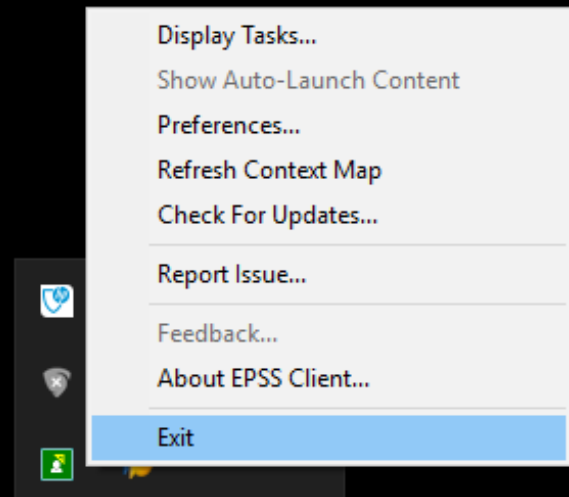 Display Tasks...
Show Auto-Launch Content
Preferences...
Refresh Context Map
Check For Updates...
Report Issue...
Feedback...
About EPSS Client...
Exit